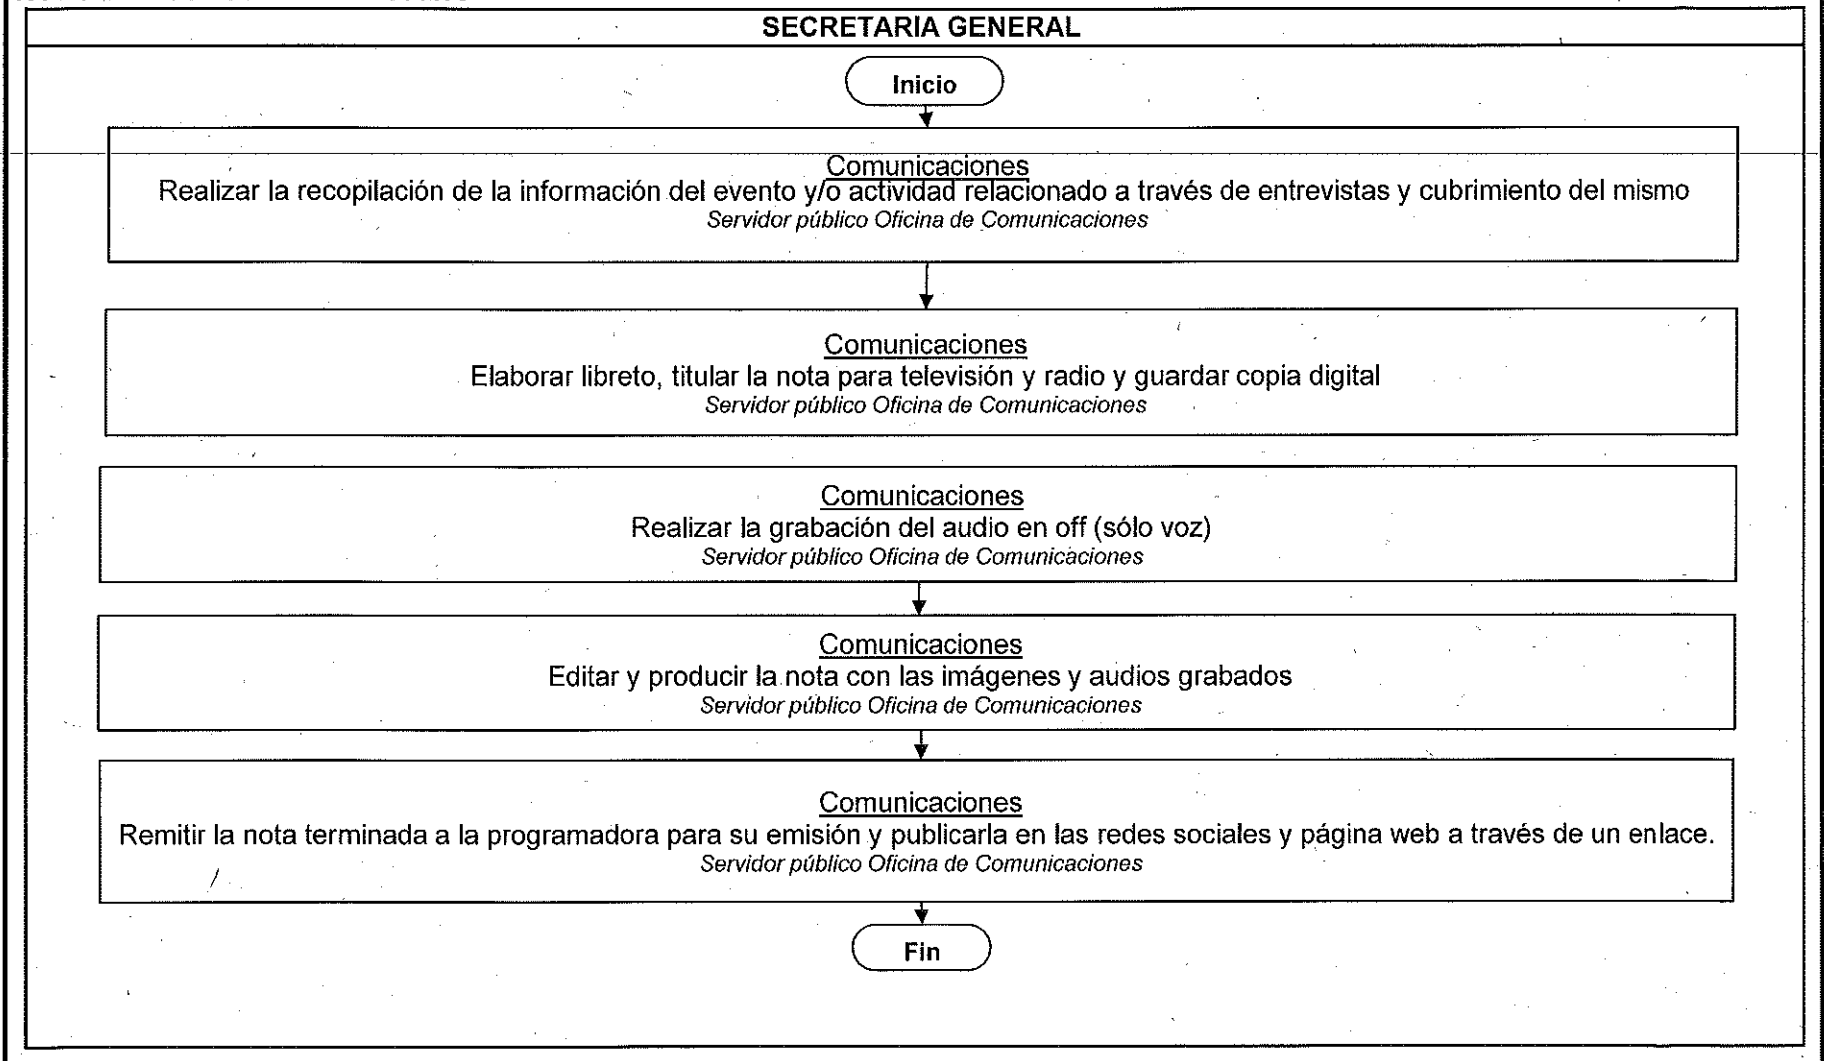 SECRETARIA GENERAL
Inicio
Comunicaciones
Realizar la recopilación de la información del evento y/o actividad relacionado a través de entrevistas y cubrimiento del mismo
Servidor público Oficina de Comunicaciones
Comunicaciones
Elaborar libreto, titular la nota para televisión y radio y guardar copia digital
Servidor público Oficina de Comunicaciones
Comunicaciones
Realizar la grabación del audio en off (sólo voz)
Servidor público Oficina de Comunicaciones
Comunicaciones
Editar y producir la nota con las imágenes y audios grabados
Servidor público Oficina de Comunicaciones
Comunicaciones
Remitir la nota terminada a la programadora para su emisión y publicarla en las redes sociales y página web a través de un enlace.
Servidor público Oficina de Comunicaciones
Fin